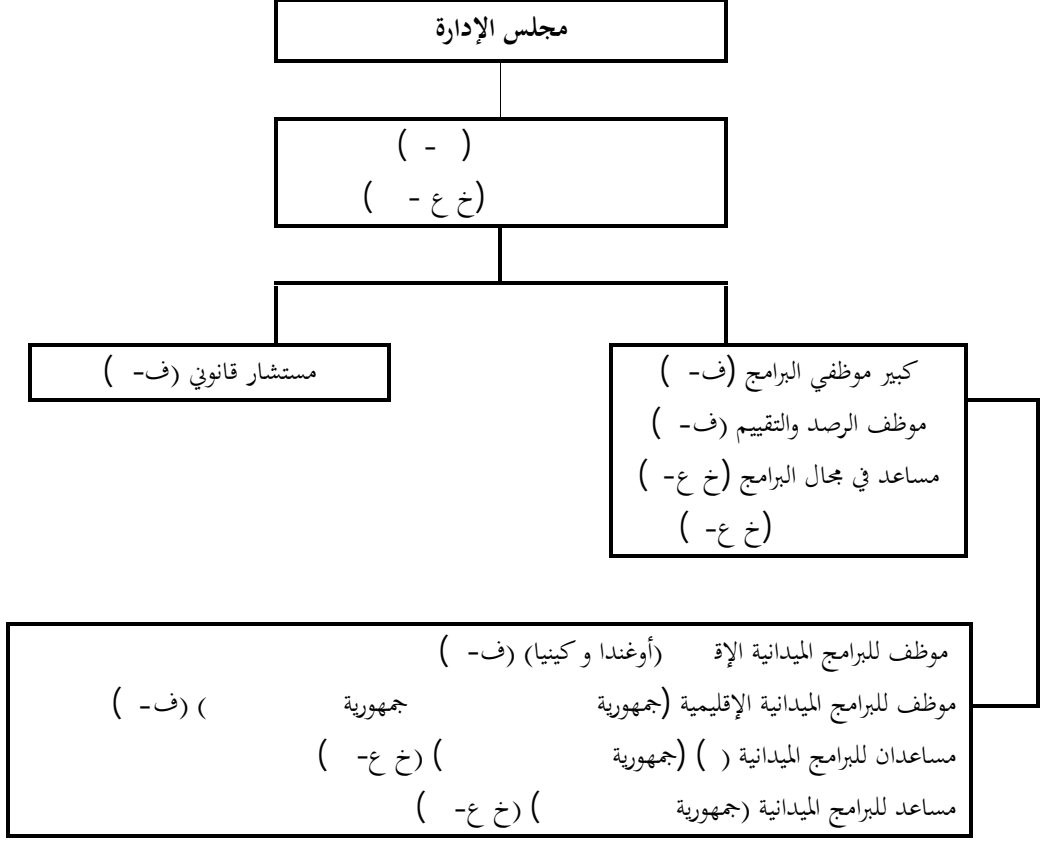 مجلس الإدارة
( - )
(خ ع - )
كبير موظفي البرامج (ف- )
موظف الرصد والتقييم (ف- )
مساعد في مجال البرامج (خ ع- )
(خ ع- )
مستشار قانوني (ف- )
موظف للبرامج الميدانية الإق (أوغندا و كينيا) (ف- )
موظف للبرامج الميدانية الإقليمية (جمهورية جمهورية ) (ف- )
مساعدان للبرامج الميدانية ( ) (جمهورية ) (خ ع- )
مساعد للبرامج الميدانية (جمهورية ) (خ ع- )